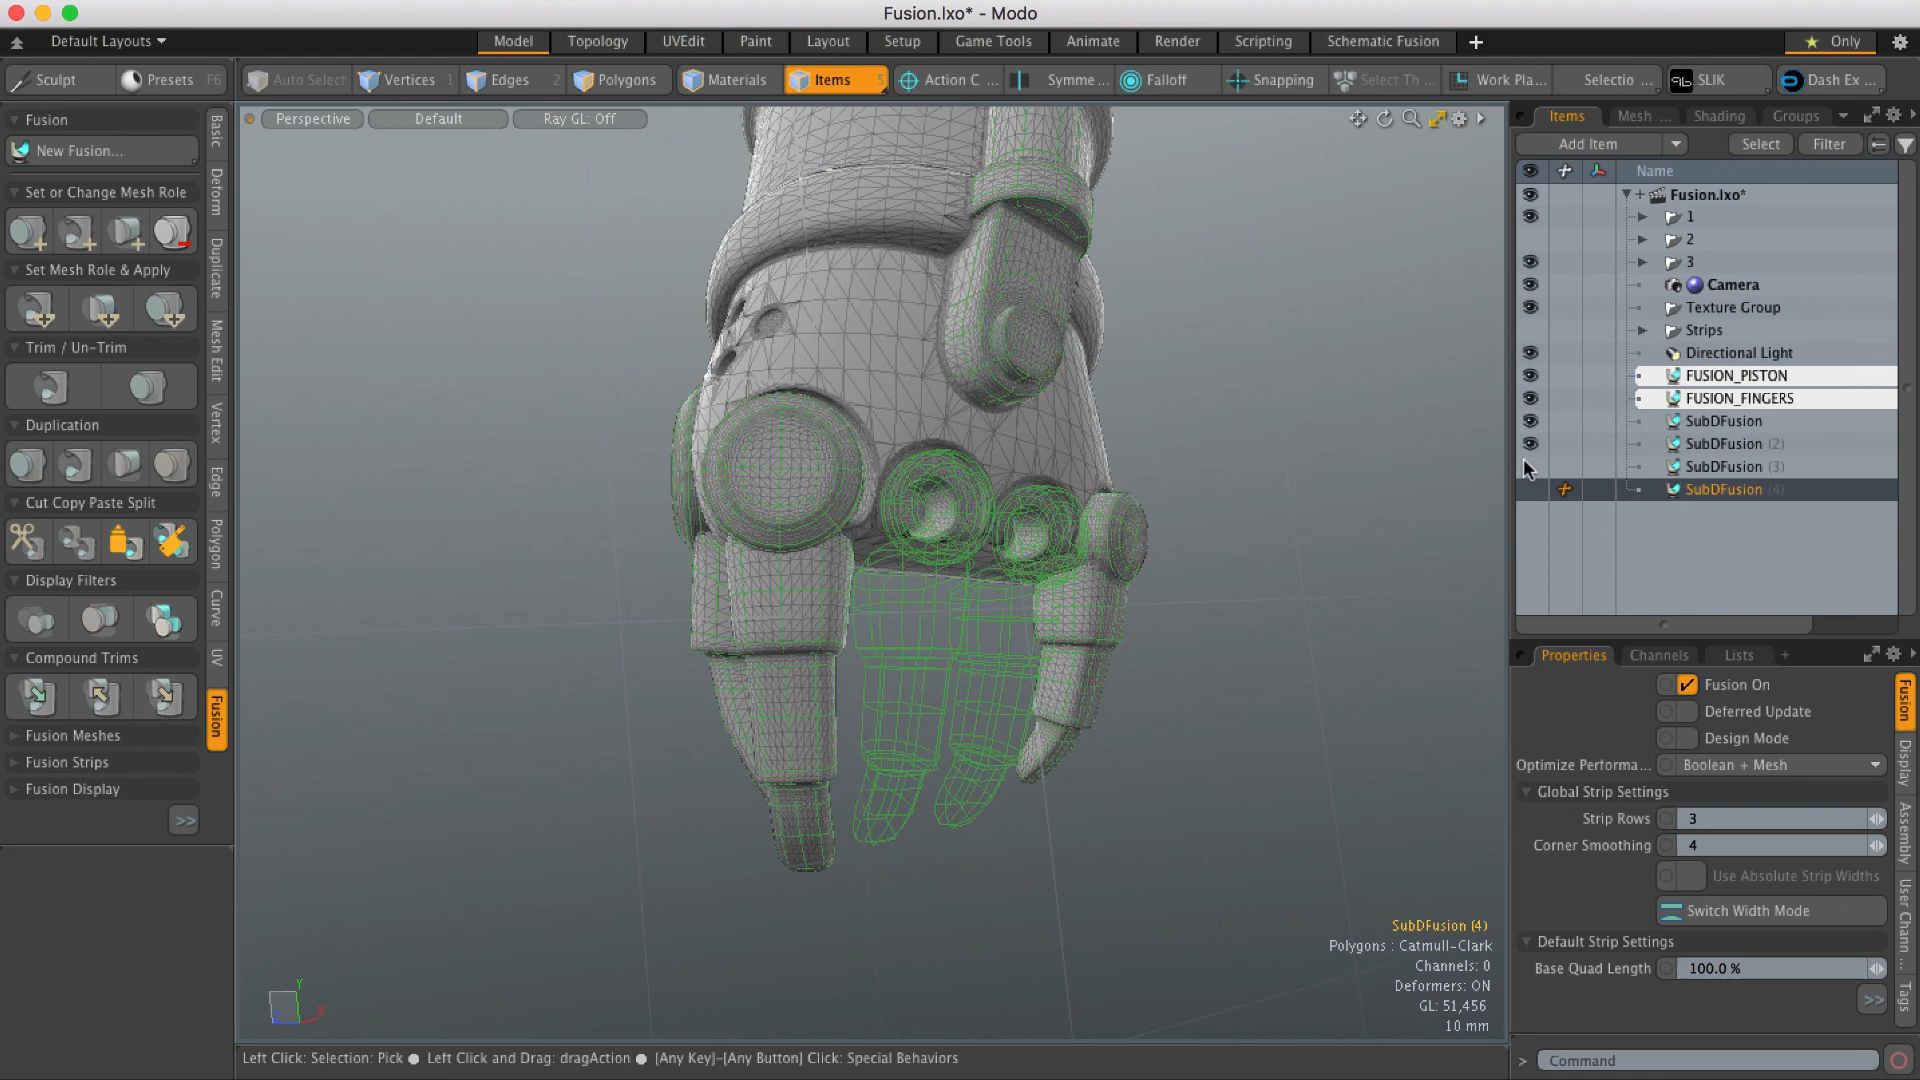 Fusion.lxo* - Modo
Default Layouts
Model Topology UVEdit Paint Layout Setup Game Tools Animate Render Scripting Schematic Fusion + ★ Only
Sculpt Presets F6 Auto Select Vertices 1 Edges 2 Polygons Materials Items 5 Action C ... Symme ... Falloff Snapping Select Th ... Work Pla... Selectio ... SLIK Dash Ex ...
Fusion
New Fusion...
Set or Change Mesh Role
Set Mesh Role & Apply
Trim / Un-Trim
Duplication
Cut Copy Paste Split
Display Filters
Compound Trims
Fusion Meshes
Fusion Strips
Fusion Display
>>
Basic
Deform
Duplicate
Mesh Edit
Vertex
Edge
Polygon
Curve
UV
Fusion
Perspective Default Ray GL: Off
SubDFusion (4)
Polygons : Catmull-Clark
Channels: 0
Deformers: ON
GL: 51,456
10 mm
Y
X
Left Click: Selection: Pick ● Left Click and Drag: dragAction ● [Any Key]-[Any Button] Click: Special Behaviors
Items Mesh ... Shading Groups
Add Item Select Filter
Name
Fusion.lxo*
1
2
3
Camera
Texture Group
Strips
Directional Light
FUSION_PISTON
FUSION_FINGERS
SubDFusion
SubDFusion (2)
SubDFusion (3)
SubDFusion (4)
Properties Channels Lists +
Fusion On
Deferred Update
Design Mode
Optimize Performa... Boolean + Mesh
Global Strip Settings
Strip Rows 3
Corner Smoothing 4
Use Absolute Strip Widths
Switch Width Mode
Default Strip Settings
Base Quad Length 100.0 %
>>
Fusion
Display
Assembly
User Chann ...
Tags
> Command